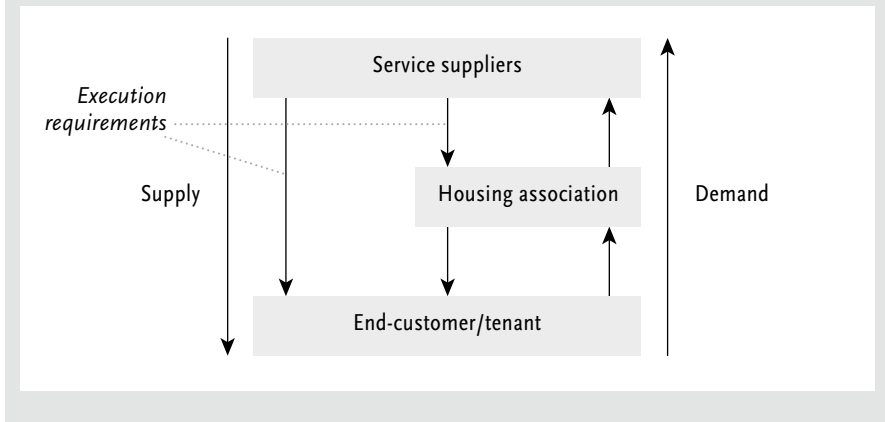 Service suppliers
Execution
requirements
Supply
Housing association
Demand
End-customer/tenant